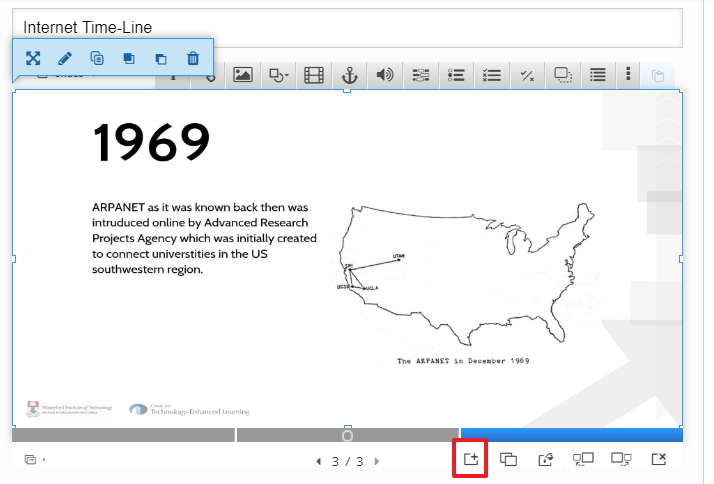 Internet Time-Line
1969
ARPANET as it was known back then was
intruduced online by Advanced Research
Projects Agency which was initially created
to connect universtities in the US
southwestern region.
UTAH
SRI
UCSB
UCLA
The ARPANET in December 1969
Waterford Institute of Technology
Centre for
Technology-Enhanced Learning
3 / 3